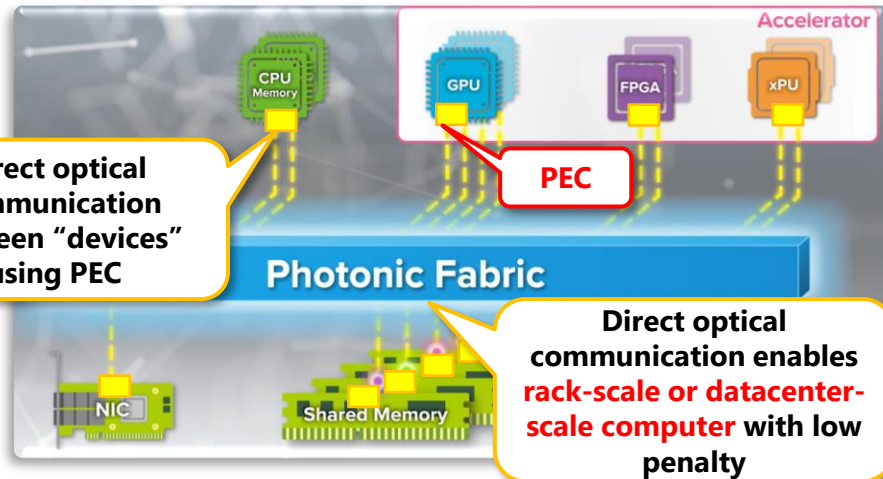 Accelerator
CPU
Memory
GPU
FPGA
xPU
rect optical
mmunication
een “devices”
using PEC
PEC
Photonic Fabric
Direct optical
communication enables
rack-scale or datacenter-
scale computer with low
penalty
NIC
Shared Memory